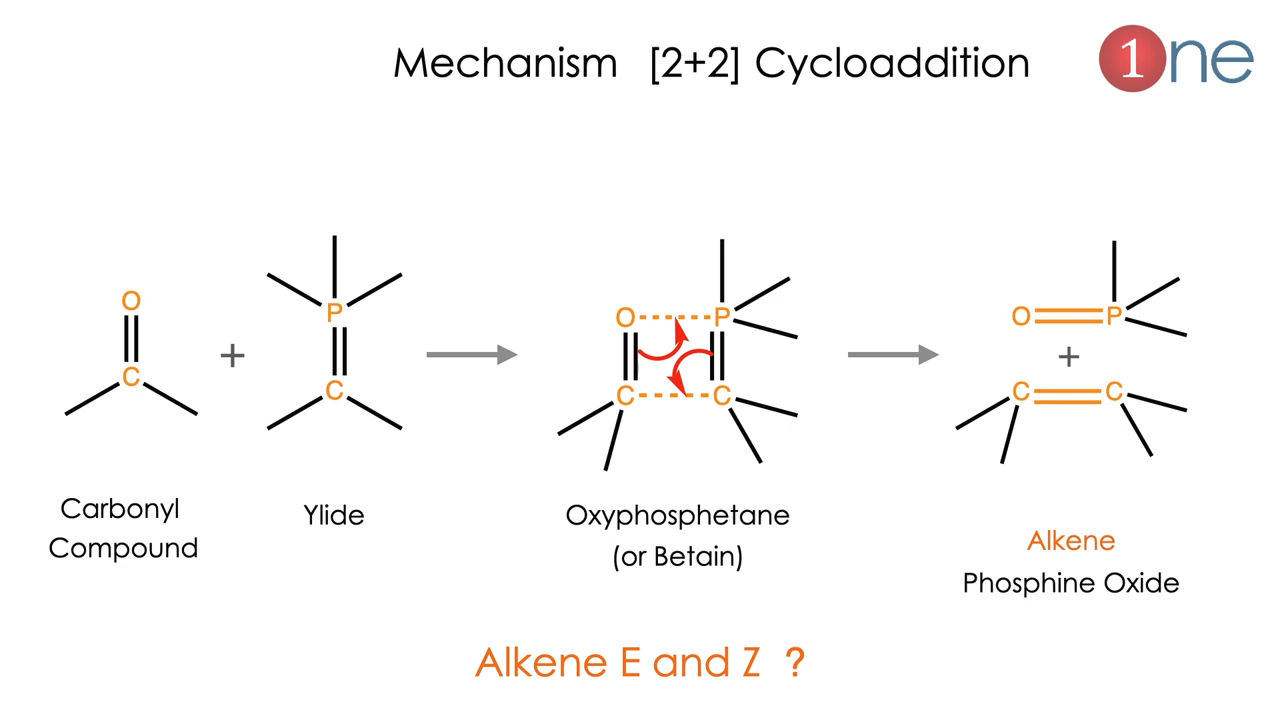 Mechanism [2+2] Cycloaddition
1ne
O
C
+
P
C
O P
C C
O P
+
C C
Carbonyl
Compound
Ylide
Oxyphosphetane
(or Betain)
Alkene
Phosphine Oxide
Alkene E and Z ?